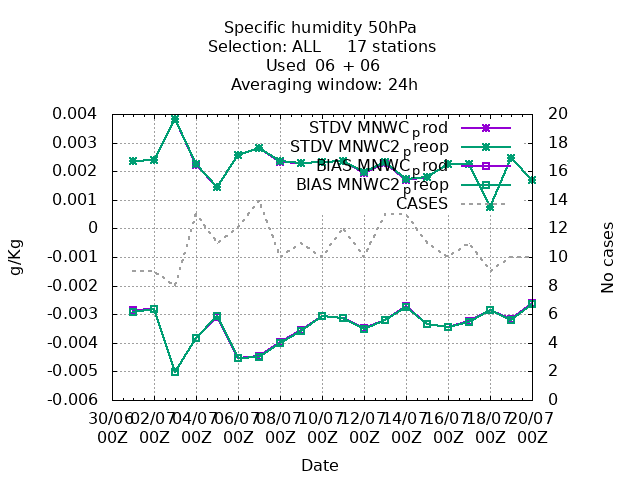 Specific humidity 50hPa
Selection: ALL 17 stations
Used 06 + 06
Averaging window: 24h
STDV MNWC_prod
STDV MNWC2_preop
BIAS MNWC_prod
BIAS MNWC2_preop
CASES
0.004
0.003
0.002
0.001
0
-0.001
-0.002
-0.003
-0.004
-0.005
-0.006
g/Kg
20
18
16
14
12
10
8
6
4
2
0
No cases
30/06 02/07 04/07 06/07 08/07 10/07 12/07 14/07 16/07 18/07 20/07
00Z 00Z 00Z 00Z 00Z 00Z 00Z 00Z 00Z 00Z 00Z
Date